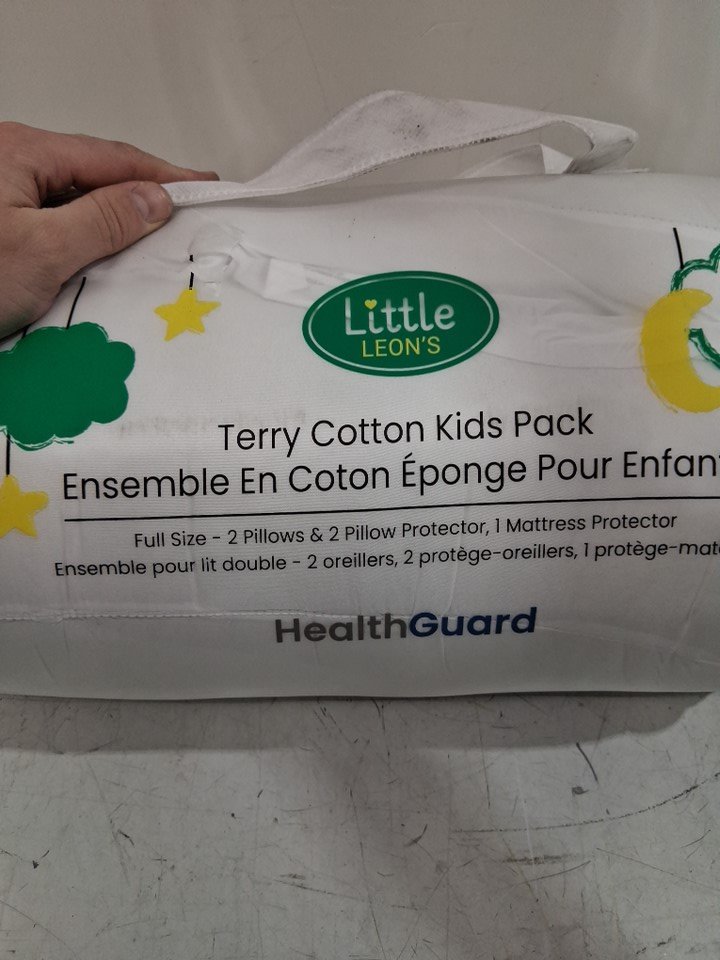 Little
LEON'S
Terry Cotton Kids Pack
Ensemble En Coton Éponge Pour Enfan
Full Size - 2 Pillows & 2 Pillow Protector, 1 Mattress Protector
Ensemble pour lit double - 2 oreillers, 2 protège-oreillers, 1 protège-mat
HealthGuard